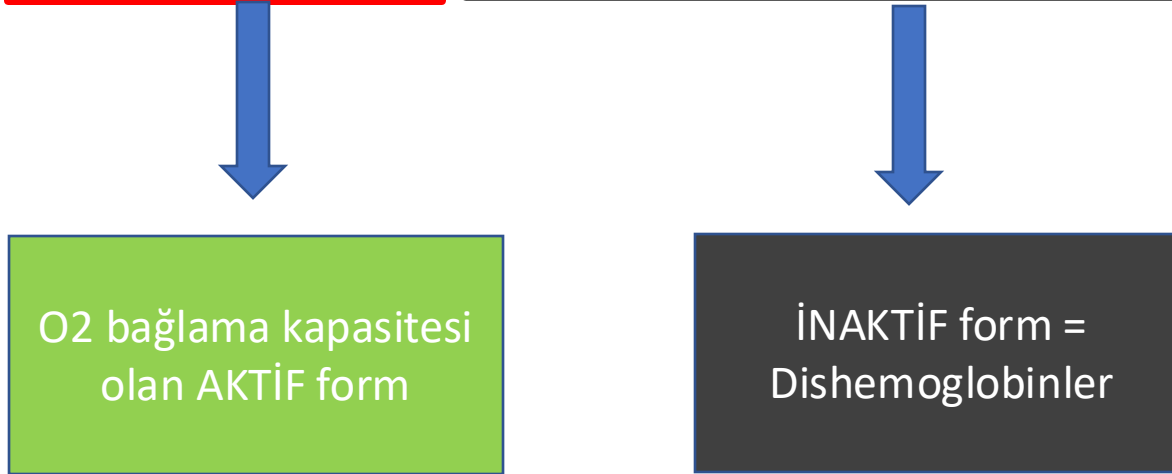 O2 bağlama kapasitesi
olan AKTİF form
İNAKTİF form =
Dishemoglobinler